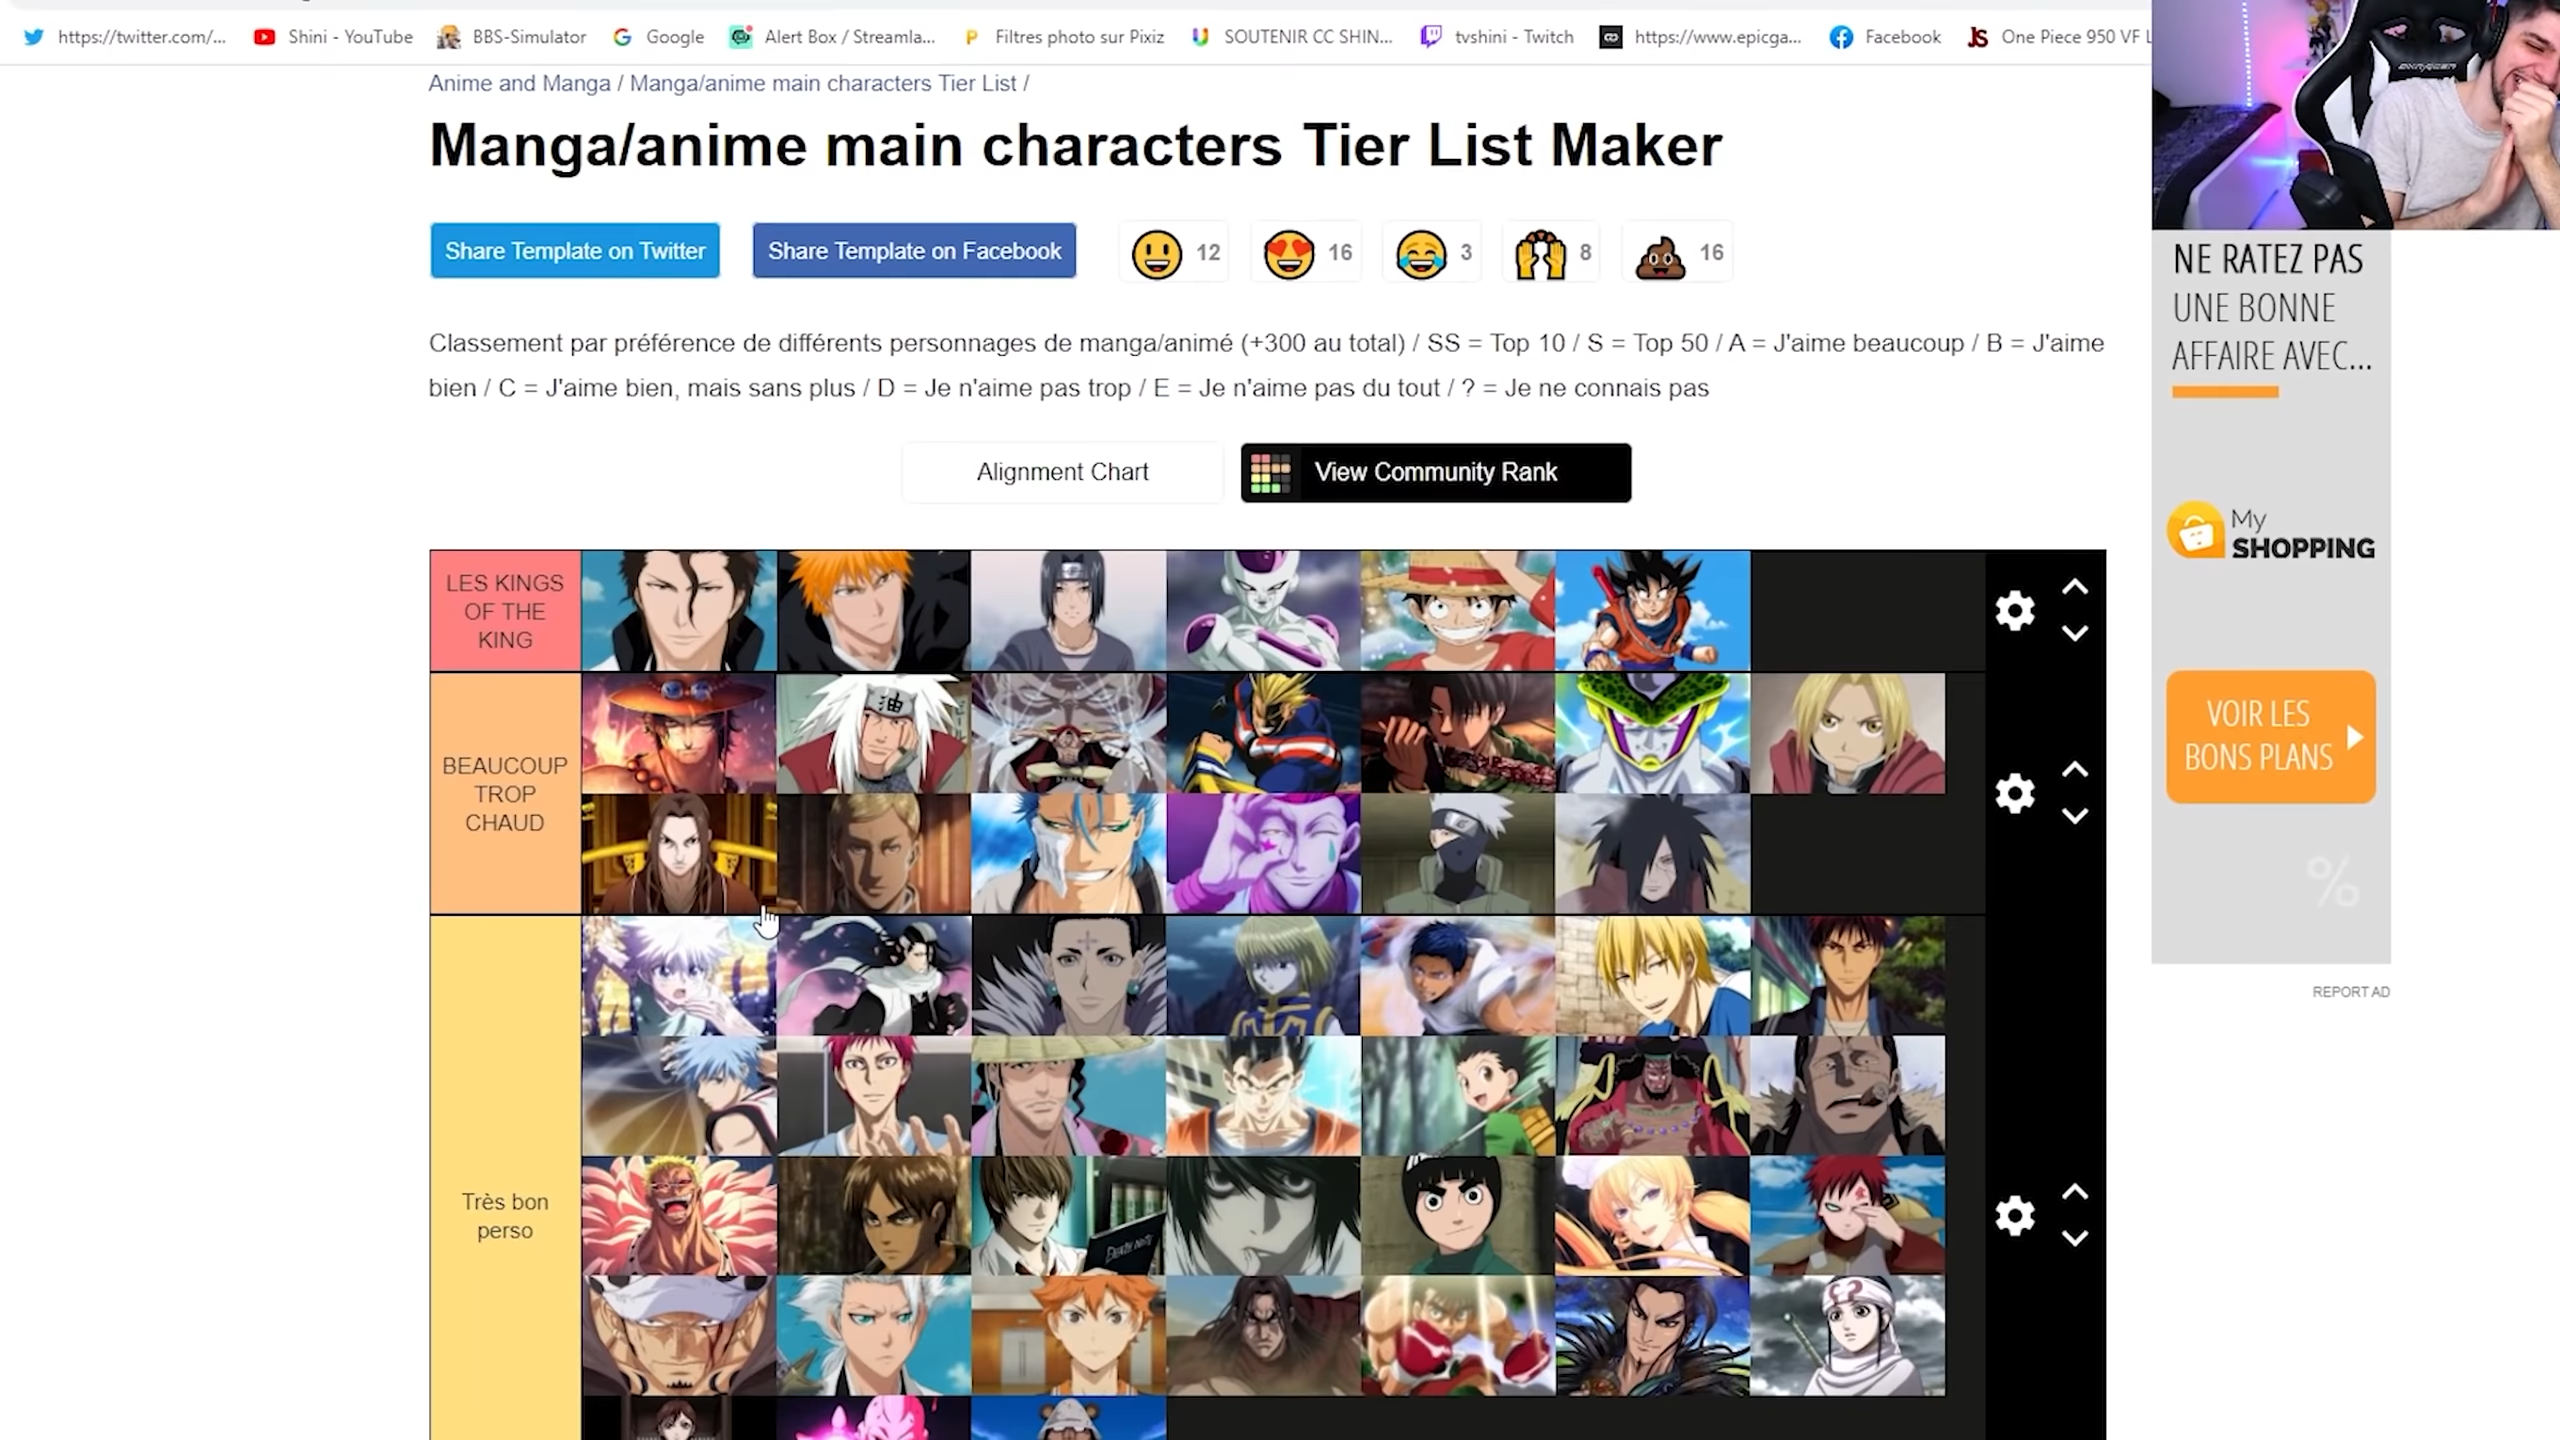 https://twitter.com/...
Shini - YouTube
BBS-Simulator
Google
Alert Box / Streamla...
Filtres photo sur Pixiz
SOUTENIR CC SHIN...
tvshini - Twitch
https://www.epicga...
Facebook
One Piece 950 VF L
Anime and Manga / Manga/anime main characters Tier List /
Manga/anime main characters Tier List Maker
Share Template on Twitter
Share Template on Facebook
12
16
3
8
16
Classement par préférence de différents personnages de manga/animé (+300 au total) / SS = Top 10 / S = Top 50 / A = J'aime beaucoup / B = J'aime
bien / C = J'aime bien, mais sans plus / D = Je n'aime pas trop / E = Je n'aime pas du tout / ? = Je ne connais pas
Alignment Chart
View Community Rank
LES KINGS
OF THE
KING
BEAUCOUP
TROP
CHAUD
油
Très bon
perso
DEATH NOTE
NE RATEZ PAS
UNE BONNE
AFFAIRE AVEC...
My
SHOPPING
VOIR LES
BONS PLANS
%
REPORT AD